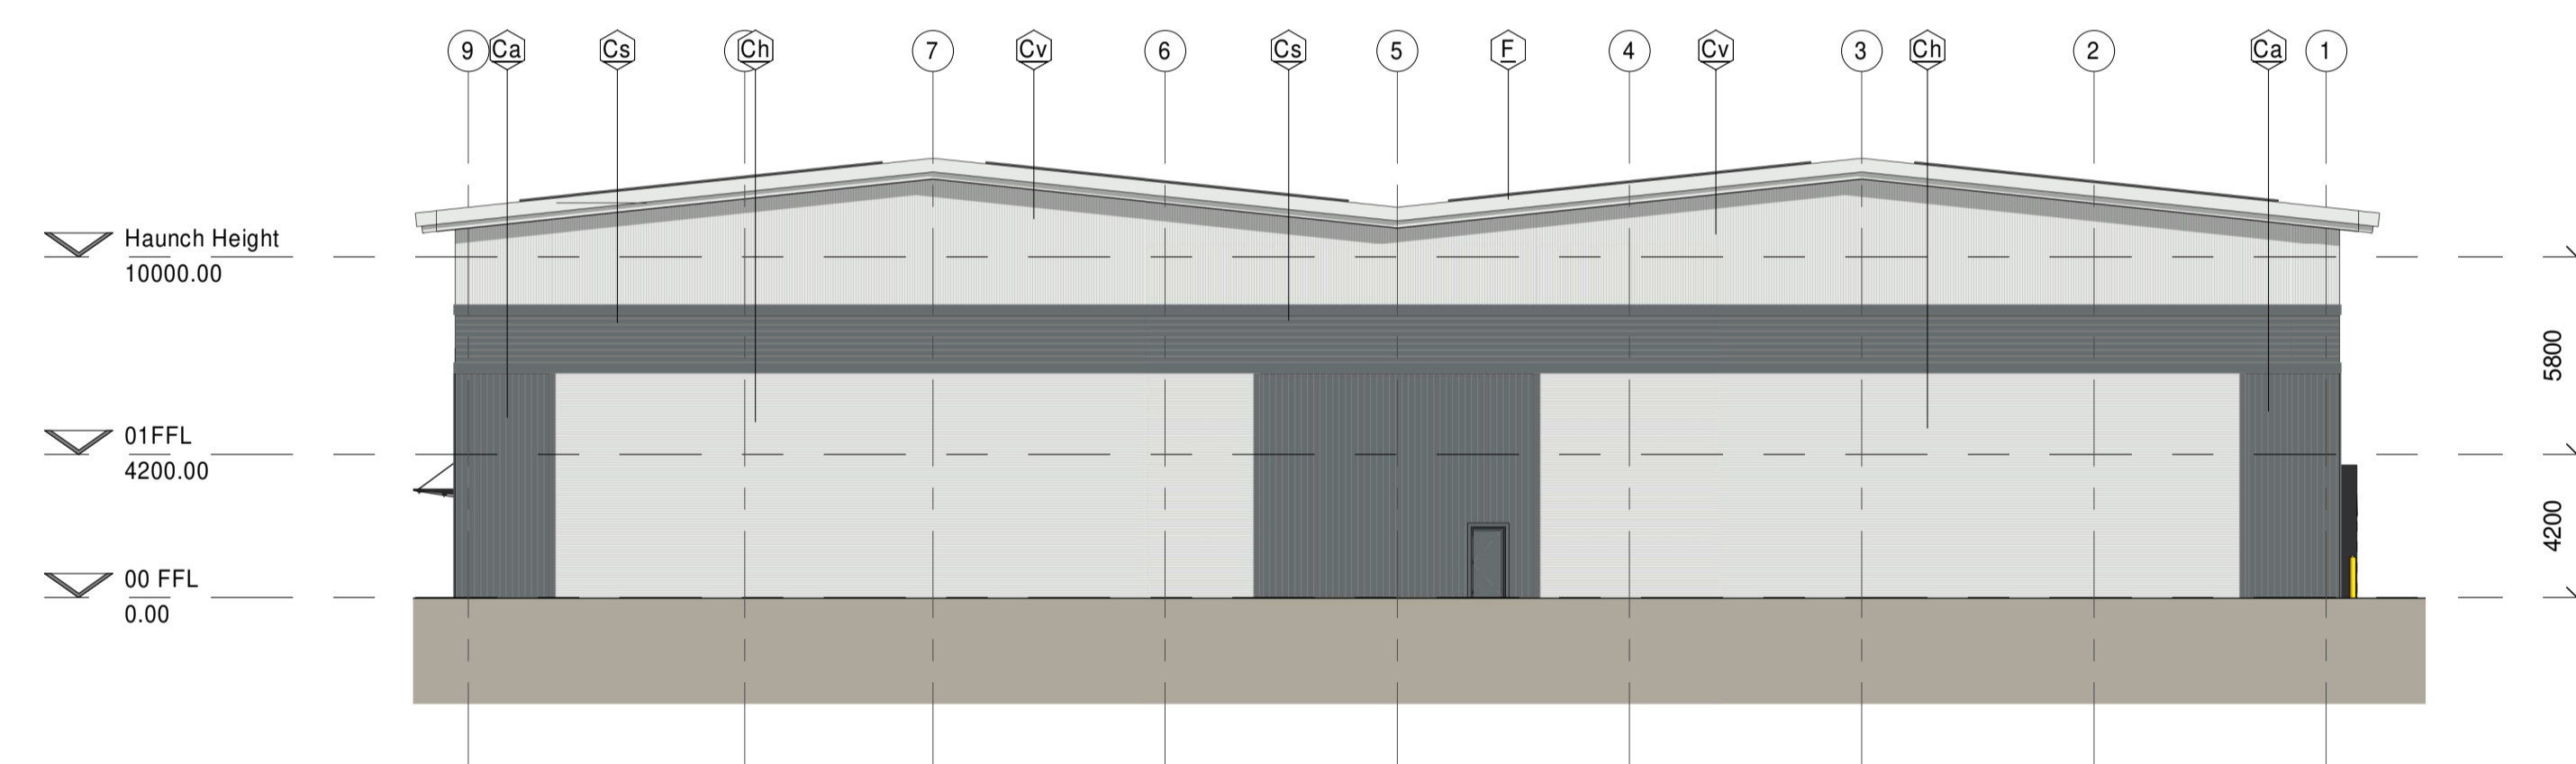 9 Ca Cs Ch 7 Cv 6 Cs 5 F 4 Cv 3 Ch 2 Ca 1
Haunch Height
10000.00
5800
01FFL
4200.00
4200
00 FFL
0.00